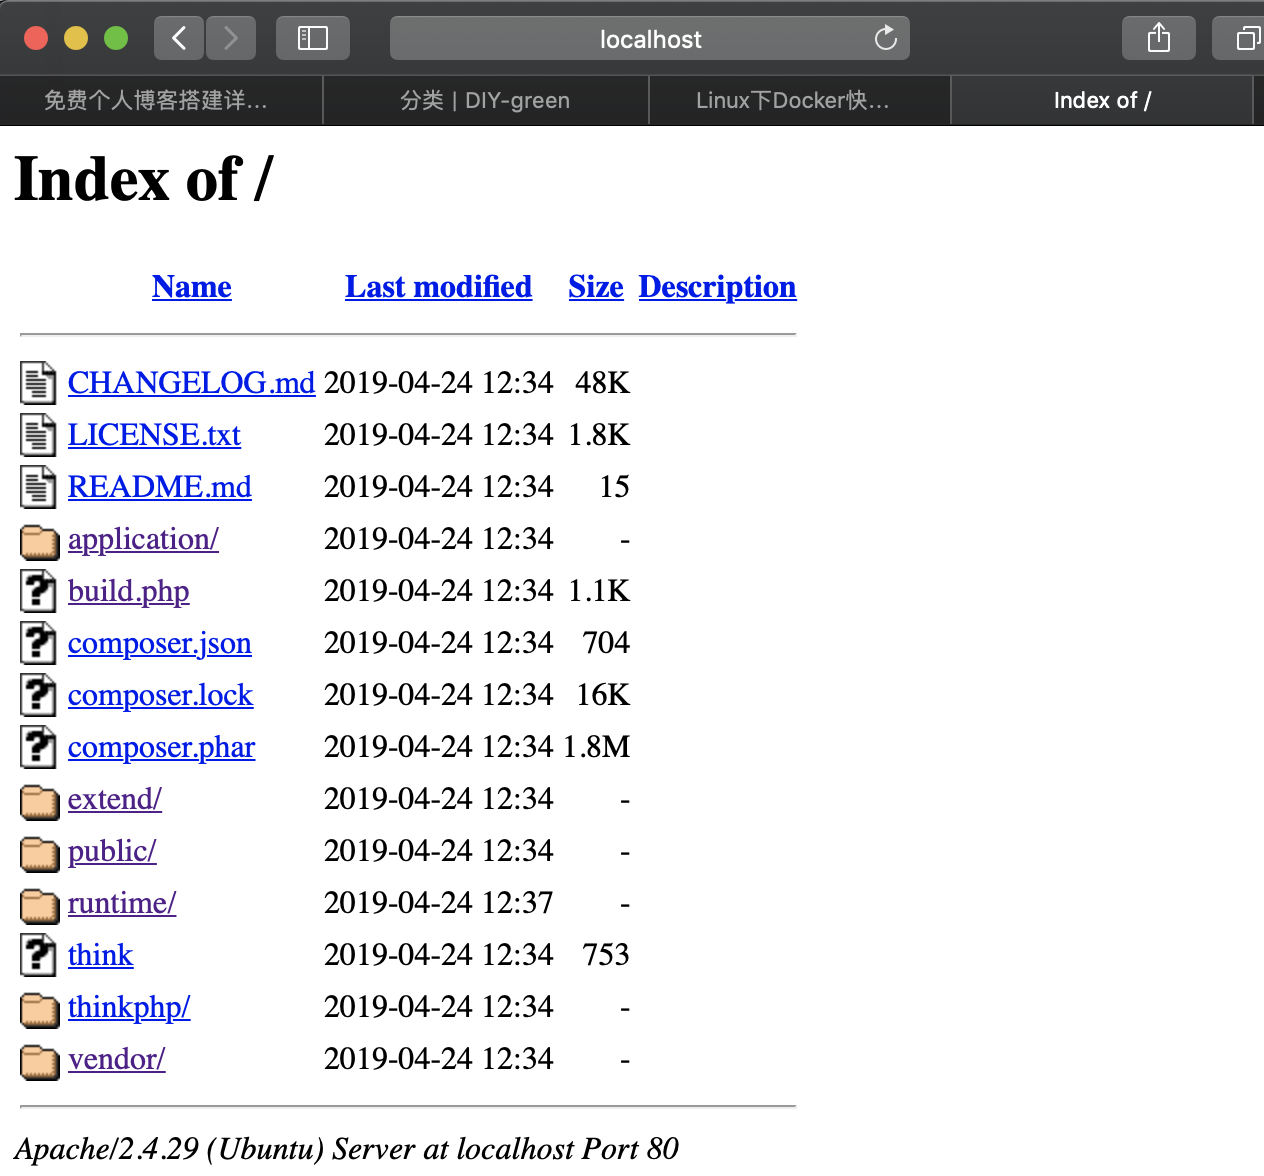 localhost
免费个人博客搭建详... 分类 | DIY-green Linux下Docker快... Index of /
Index of /
Name Last modified Size Description
CHANGELOG.md 2019-04-24 12:34 48K
LICENSE.txt 2019-04-24 12:34 1.8K
README.md 2019-04-24 12:34 15
application/ 2019-04-24 12:34 -
build.php 2019-04-24 12:34 1.1K
composer.json 2019-04-24 12:34 704
composer.lock 2019-04-24 12:34 16K
composer.phar 2019-04-24 12:34 1.8M
extend/ 2019-04-24 12:34 -
public/ 2019-04-24 12:34 -
runtime/ 2019-04-24 12:37 -
think 2019-04-24 12:34 753
thinkphp/ 2019-04-24 12:34 -
vendor/ 2019-04-24 12:34 -
Apache/2.4.29 (Ubuntu) Server at localhost Port 80